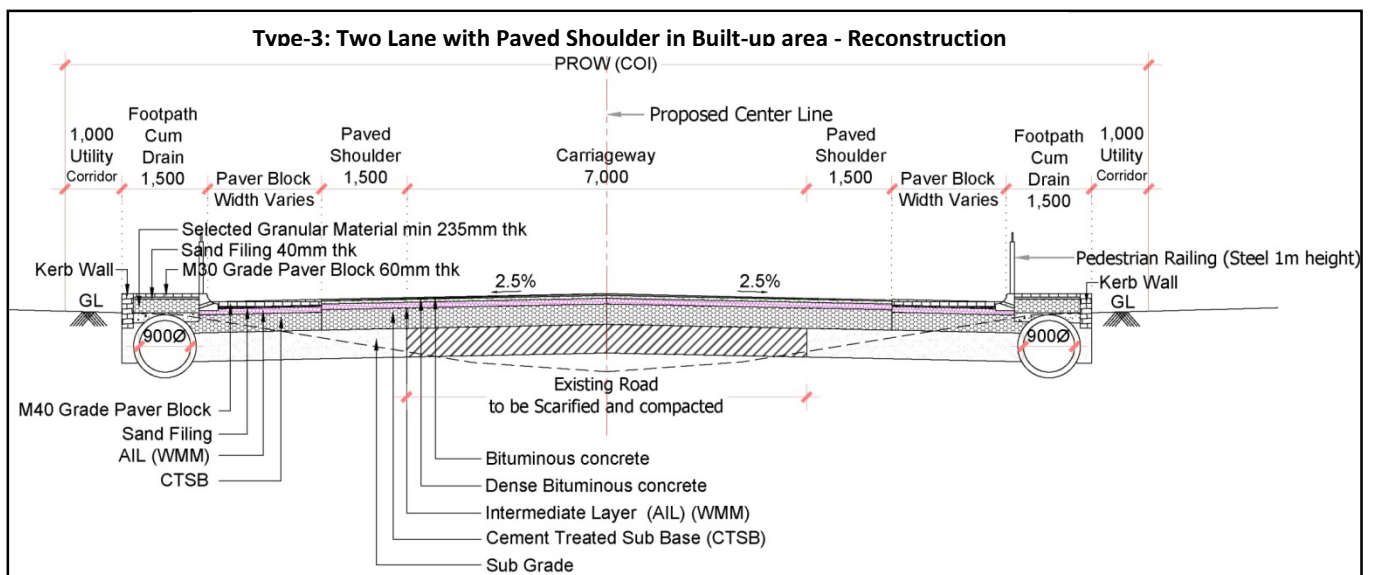 Type-3: Two Lane with Paved Shoulder in Built-up area - Reconstruction
PROW (COI)
Proposed Center Line
1,000
Utility
Corridor
Footpath
Cum
Drain
1,500
Paver Block
Width Varies
Paved
Shoulder
1,500
Carriageway
7,000
Paved
Shoulder
1,500
Paver Block
Width Varies
Footpath
Cum
Drain
1,500
1,000
Utility
Corridor
Selected Granular Material min 235mm thk
Sand Filing 40mm thk
M30 Grade Paver Block 60mm thk
Kerb Wall
GL
2.5%
2.5%
Pedestrian Railing (Steel 1m height)
Kerb Wall
GL
900Ø
900Ø
Existing Road
to be Scarified and compacted
M40 Grade Paver Block
Sand Filing
AIL (WMM)
CTSB
Bituminous concrete
Dense Bituminous concrete
Intermediate Layer (AIL) (WMM)
Cement Treated Sub Base (CTSB)
Sub Grade